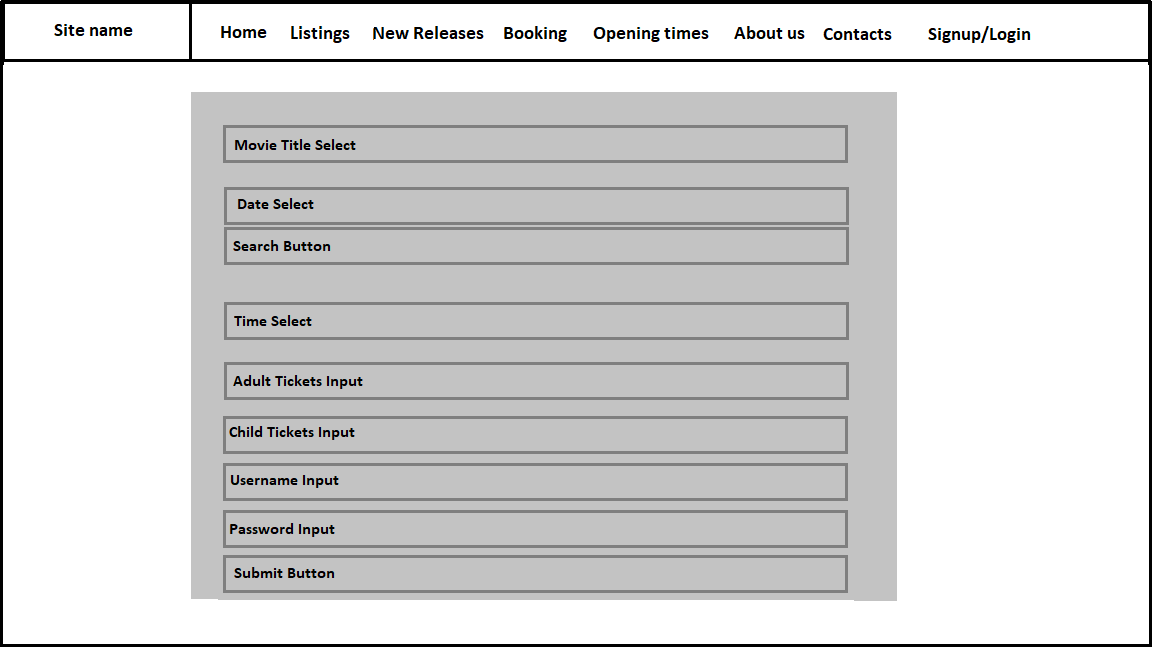 Site name Home Listings New Releases Booking Opening times About us Contacts Signup/Login
Movie Title Select
Date Select
Search Button
Time Select
Adult Tickets Input
Child Tickets Input
Username Input
Password Input
Submit Button